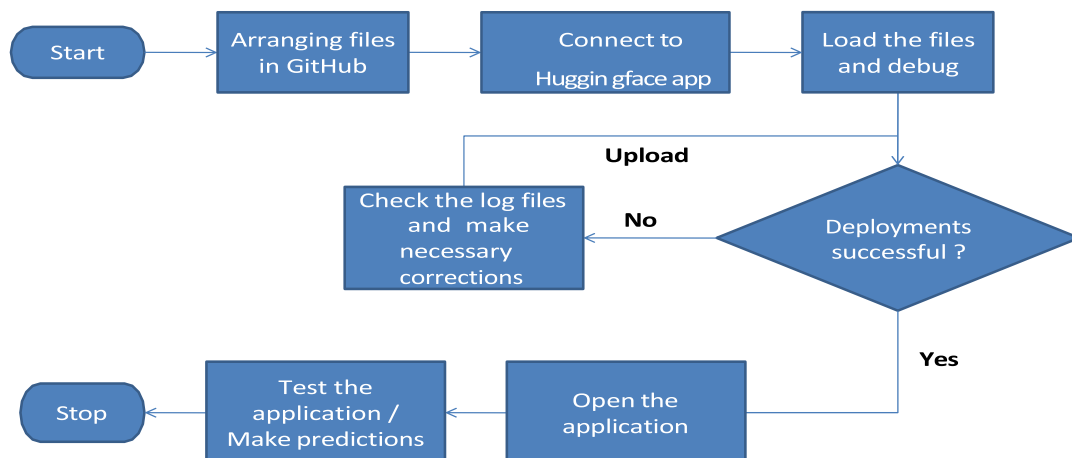 Start
Arranging files
in GitHub
Connect to
Huggin gface app
Load the files
and debug
Upload
Check the log files
and make
necessary
corrections
No
Deployments
successful ?
Yes
Stop
Test the
application /
Make predictions
Open the
application